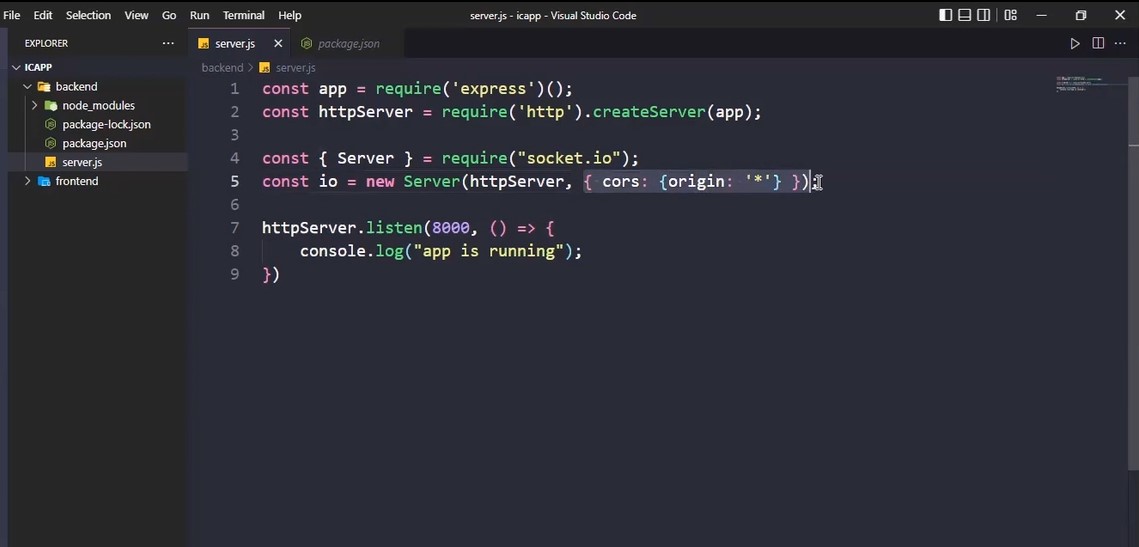 File Edit Selection View Go Run Terminal Help server.js - icapp - Visual Studio Code
EXPLORER
server.js
package.json
ICAPP
backend
node_modules
package-lock.json
package.json
server.js
frontend
backend > server.js
1 const app = require('express')();
2 const httpServer = require('http').createServer(app);
3
4 const { Server } = require("socket.io");
5 const io = new Server(httpServer, { cors: {origin: '*'} });
6
7 httpServer.listen(8000, () => {
8 console.log("app is running");
9 })